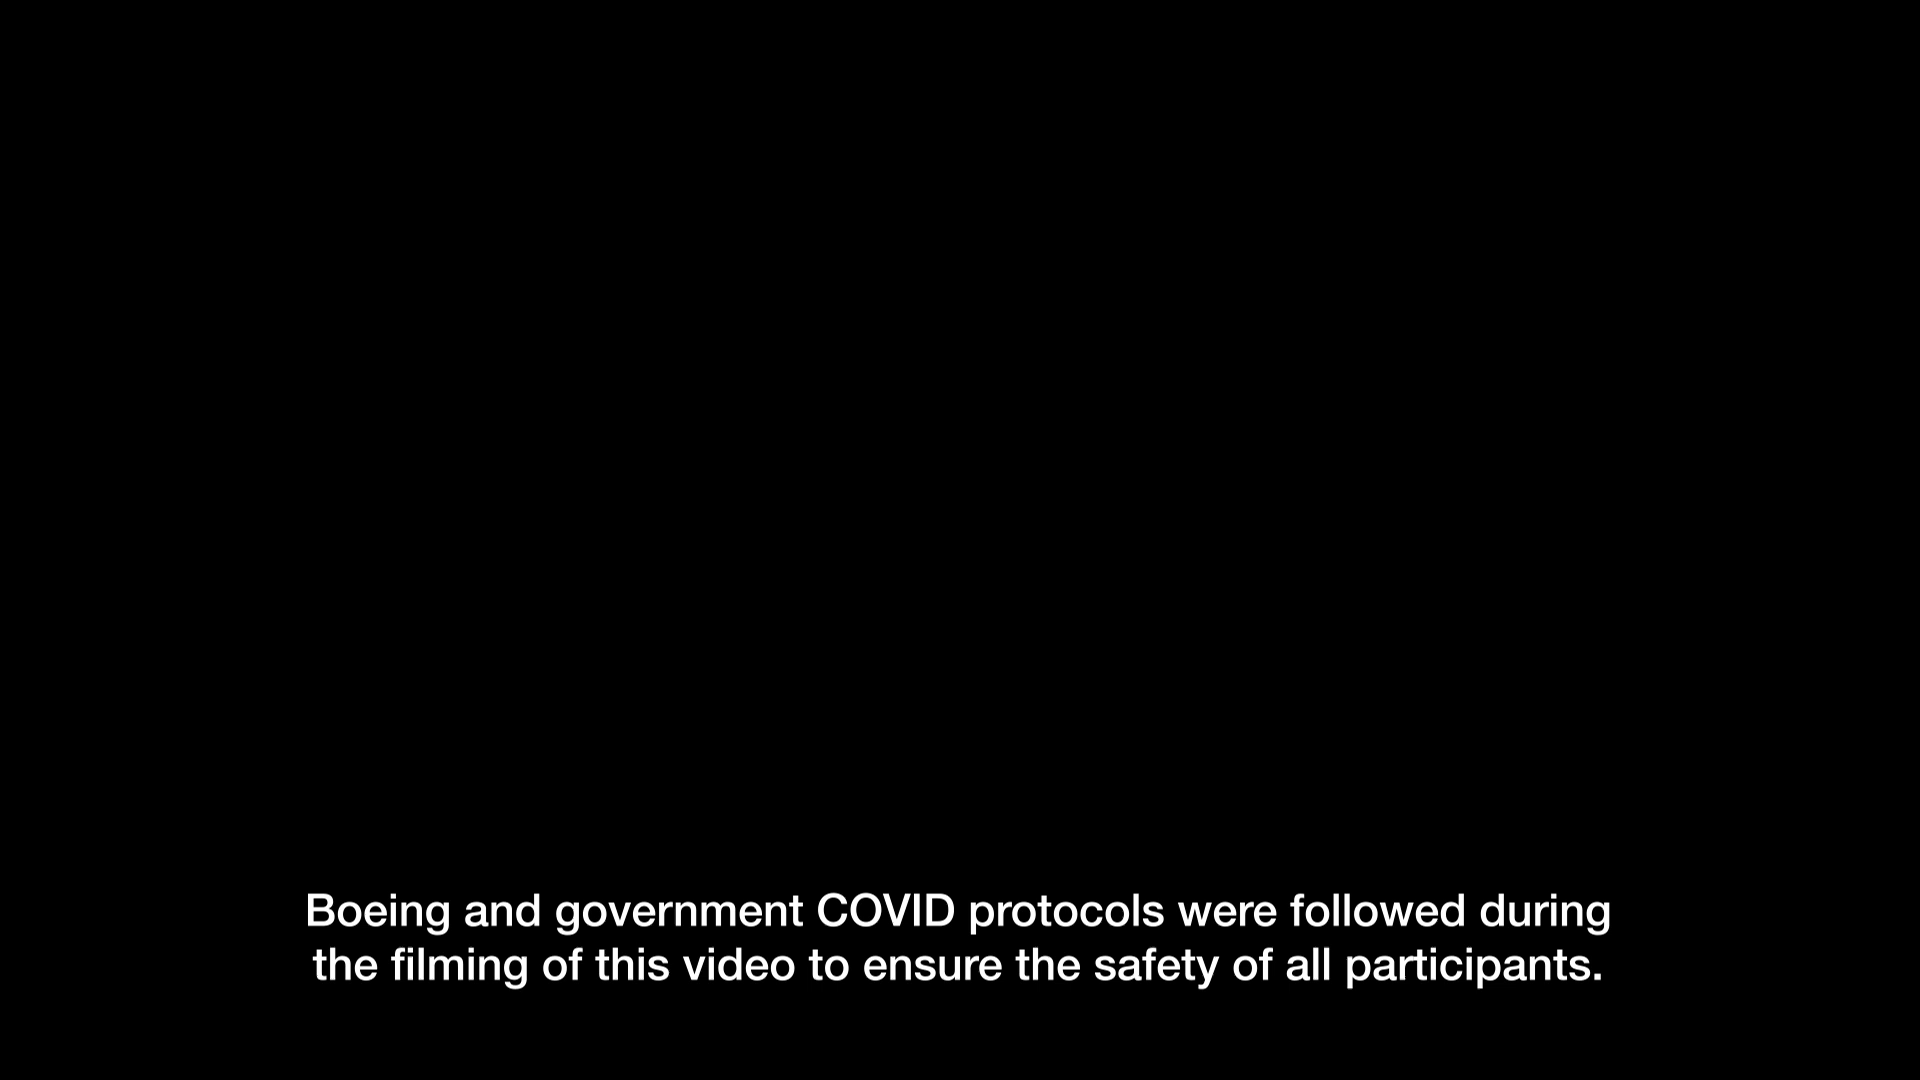 Boeing and government COVID protocols were followed during
the filming of this video to ensure the safety of all participants.